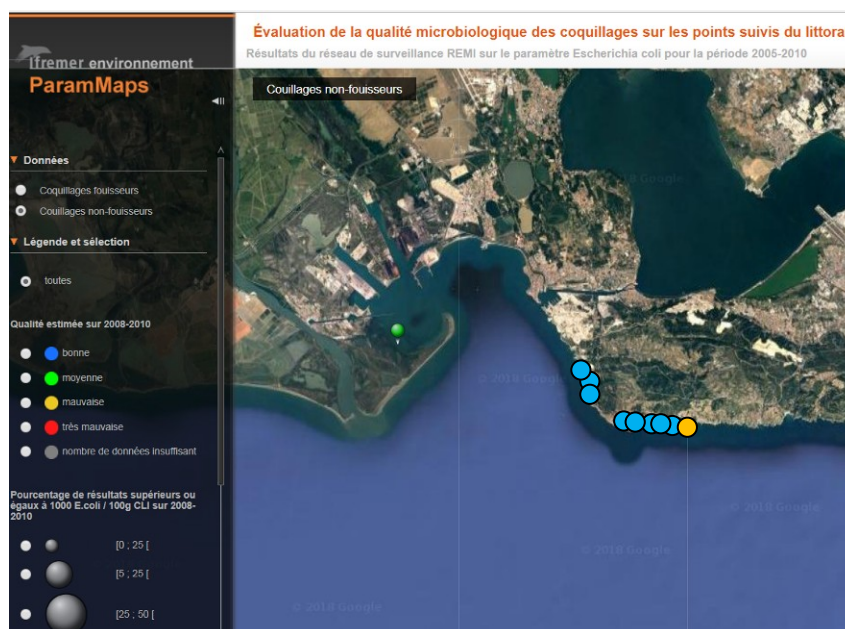 Évaluation de la qualité microbiologique des coquillages sur les points suivis du littora
Résultats du réseau de surveillance REMI sur le paramètre Escherichia coli pour la période 2005-2010
Ifremer environnement
ParamMaps
Couillages non-fouisseurs
Données
Coquillages fouisseurs
Couillages non-fouisseurs
Légende et sélection
toutes
Qualité estimée sur 2008-2010
bonne
moyenne
mauvaise
très mauvaise
nombre de données insuffisant
Pourcentage de résultats supérieurs ou
égaux à 1000 E.coli / 100g CLI sur 2008-
2010
[0 ; 25 [
[5 ; 25 [
[25 ; 50 [
Google
© 2018 Google
© 2018 Google
© 2018 Google
© 2018 Google